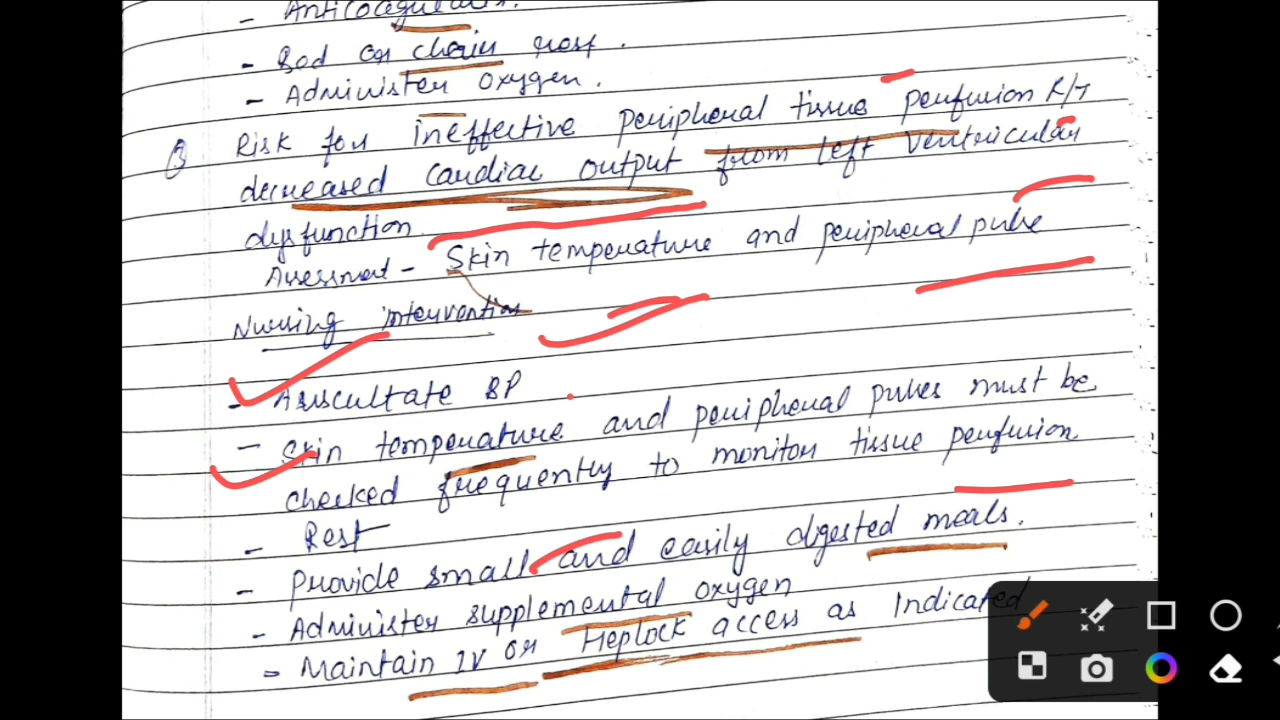 - Anticoagulants.
- Bed or chair rest.
- Administer oxygen.
Risk for ineffective peripheral tissue perfusion R/T
decreased cardiac output from left ventricular
dysfunction.
Assessment - Skin temperature and peripheral pulse
Nursing intervention
- Auscultate BP
- Skin temperature and peripheral pulses must be
checked frequently to monitor tissue perfusion
- Rest
- Provide small and easily digested meals.
- Administer supplemental oxygen
- Maintain IV or Heplock access as Indicated